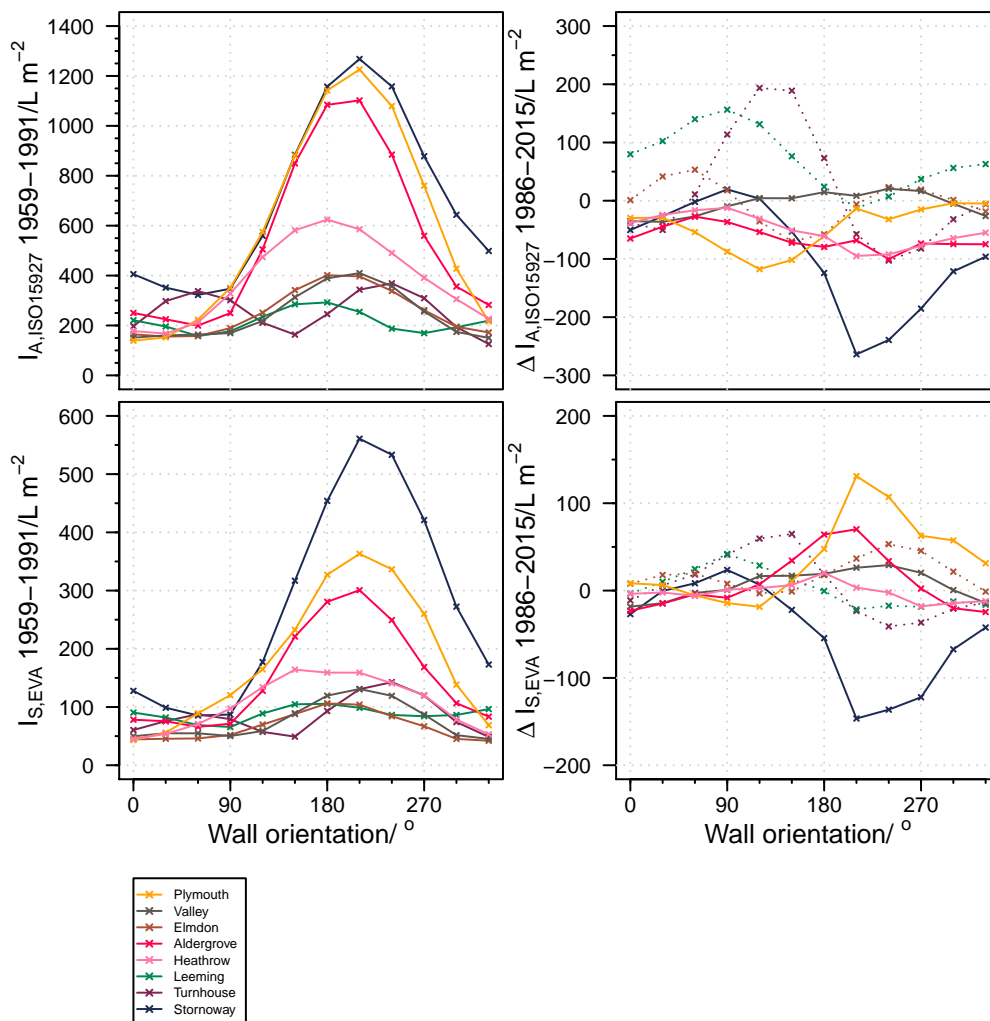 I_A,ISO15927 1959−1991/L m^−2
1400
1200
1000
800
600
400
200
0
Δ I_A,ISO15927 1986−2015/L m^−2
300
200
100
0
−100
−200
−300
I_S,EVA 1959−1991/L m^−2
600
500
400
300
200
100
0
0 90 180 270
Wall orientation/ °
Δ I_S,EVA 1986−2015/L m^−2
200
100
0
−100
−200
0 90 180 270
Wall orientation/ °
Plymouth
Valley
Elmdon
Aldergrove
Heathrow
Leeming
Turnhouse
Stornoway